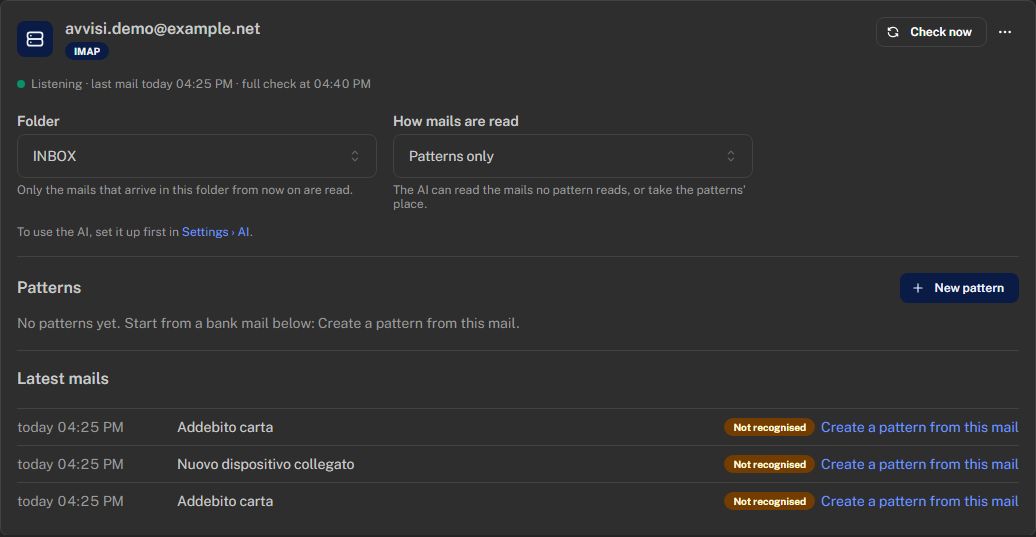 avvisi.demo@example.net
IMAP
Check now
Listening · last mail today 04:25 PM · full check at 04:40 PM
Folder
How mails are read
INBOX
Patterns only
Only the mails that arrive in this folder from now on are read.
The AI can read the mails no pattern reads, or take the patterns'
place.
To use the AI, set it up first in Settings › AI.
Patterns
New pattern
No patterns yet. Start from a bank mail below: Create a pattern from this mail.
Latest mails
today 04:25 PM Addebito carta Not recognised Create a pattern from this mail
today 04:25 PM Nuovo dispositivo collegato Not recognised Create a pattern from this mail
today 04:25 PM Addebito carta Not recognised Create a pattern from this mail